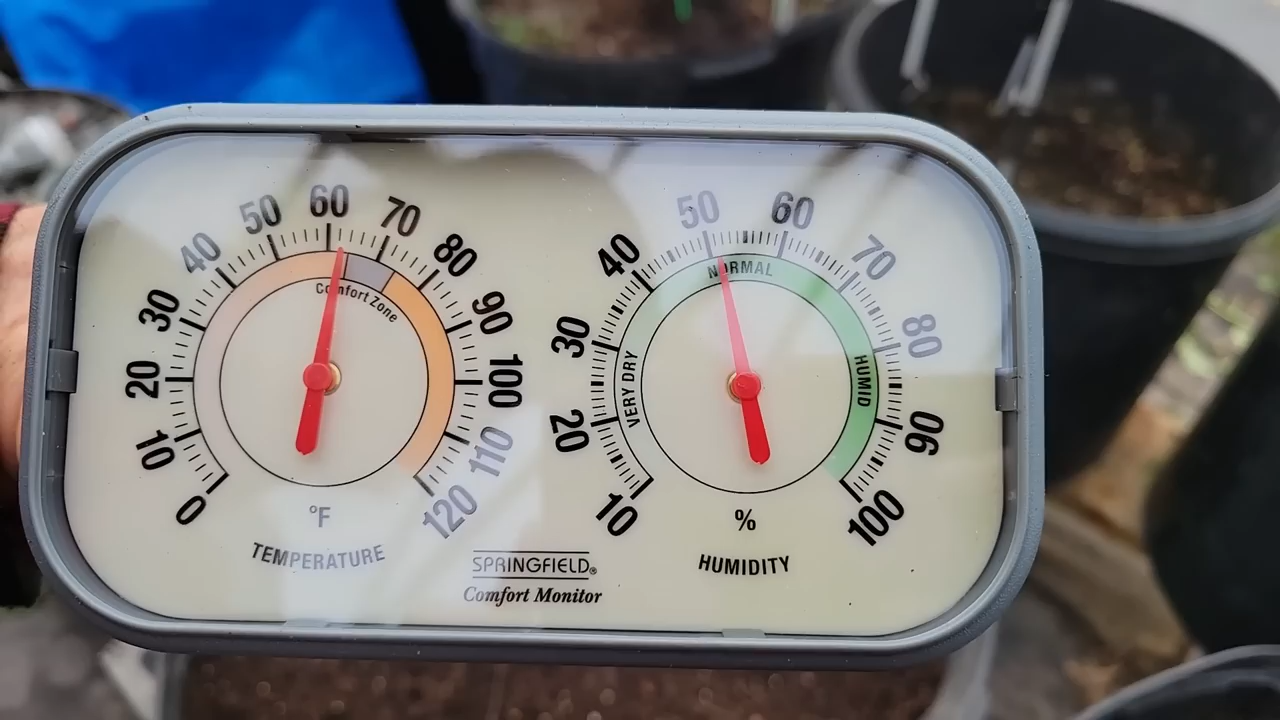 0
10
20
30
40
50
60
70
80
90
100
110
120
Comfort Zone
°F
TEMPERATURE
10
20
30
40
50
60
70
80
90
100
VERY DRY
NORMAL
HUMID
%
HUMIDITY
SPRINGFIELD®
Comfort Monitor